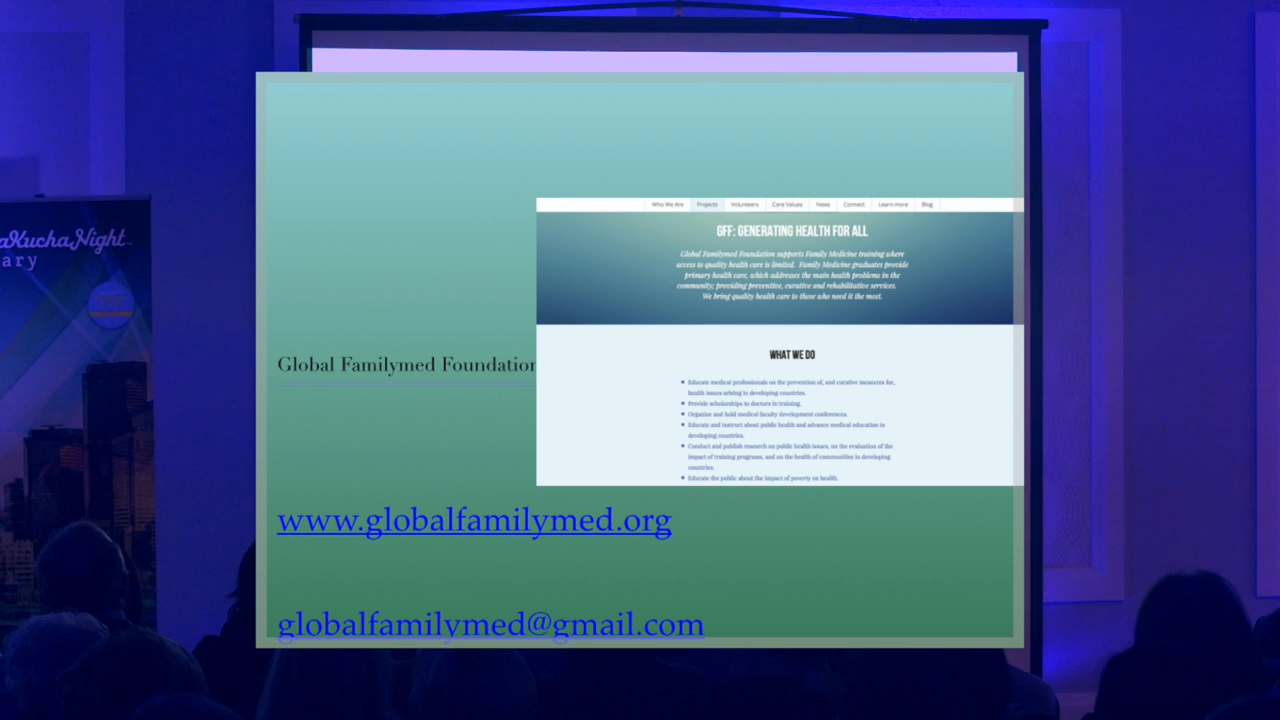 aKuchaNight
ary
Who We Are Projects Volunteers Core Values News Connect Learn more Blog
GFF: GENERATING HEALTH FOR ALL
Global Familymed Foundation supports Family Medicine training where
access to quality health care is limited. Family Medicine graduates provide
primary health care, which addresses the main health problems in the
community; providing preventive, curative and rehabilitative services.
We bring quality health care to those who need it the most.
WHAT WE DO
• Educate medical professionals on the prevention of, and curative measures for,
health issues arising in developing countries.
• Provide scholarships to doctors in training.
• Organize and hold medical faculty development conferences.
• Educate and instruct about public health and advance medical education in
developing countries.
• Conduct and publish research on public health issues, on the evaluation of the
impact of training programs, and on the health of communities in developing
countries.
• Educate the public about the impact of poverty on health.
Global Familymed Foundation
www.globalfamilymed.org
globalfamilymed@gmail.com